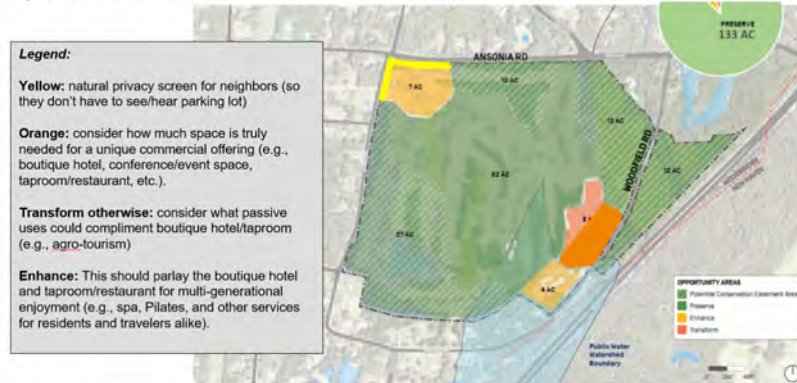 PRESERVE
133 AC
Legend:
Yellow: natural privacy screen for neighbors (so
they don't have to see/hear parking lot)
Orange: consider how much space is truly
needed for a unique commercial offering (e.g.,
boutique hotel, conference/event space,
taproom/restaurant, etc.).
Transform otherwise: consider what passive
uses could compliment boutique hotel/taproom
(e.g., agro-tourism)
Enhance: This should parlay the boutique hotel
and taproom/restaurant for multi-generational
enjoyment (e.g., spa, Pilates, and other services
for residents and travelers alike).
ANSONIA RD
7 AC
10 AC
12 AC
WOODFIELD RD
12 AC
62 AC
37 AC
4 AC
OPPORTUNITY AREAS
Potential Conservation Easement Area
Preserve
Enhance
Transform
Public Water
Watershed
Boundary